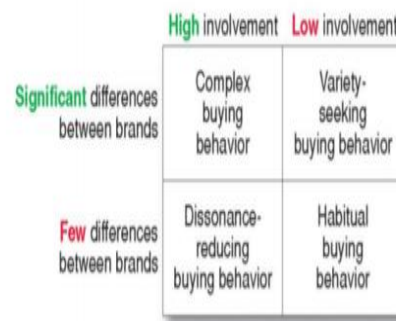 High involvement Low involvement
Significant differences
between brands
Complex
buying
behavior
Variety-
seeking
buying behavior
Few differences
between brands
Dissonance-
reducing
buying behavior
Habitual
buying
behavior